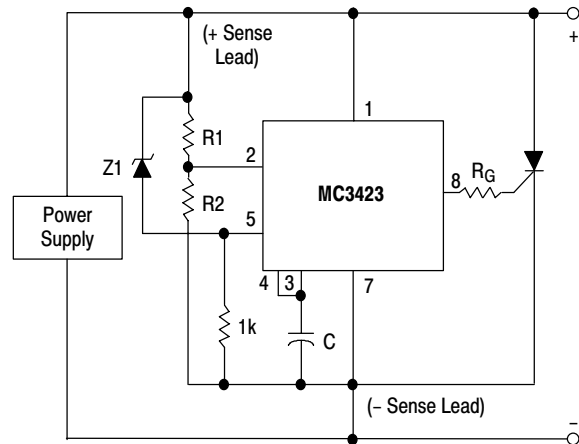 (+ Sense
Lead)
+
1
R1
2
Z1
MC3423
8
RG
R2
Power
Supply
5
4
3
7
1k
C
(– Sense Lead)
–